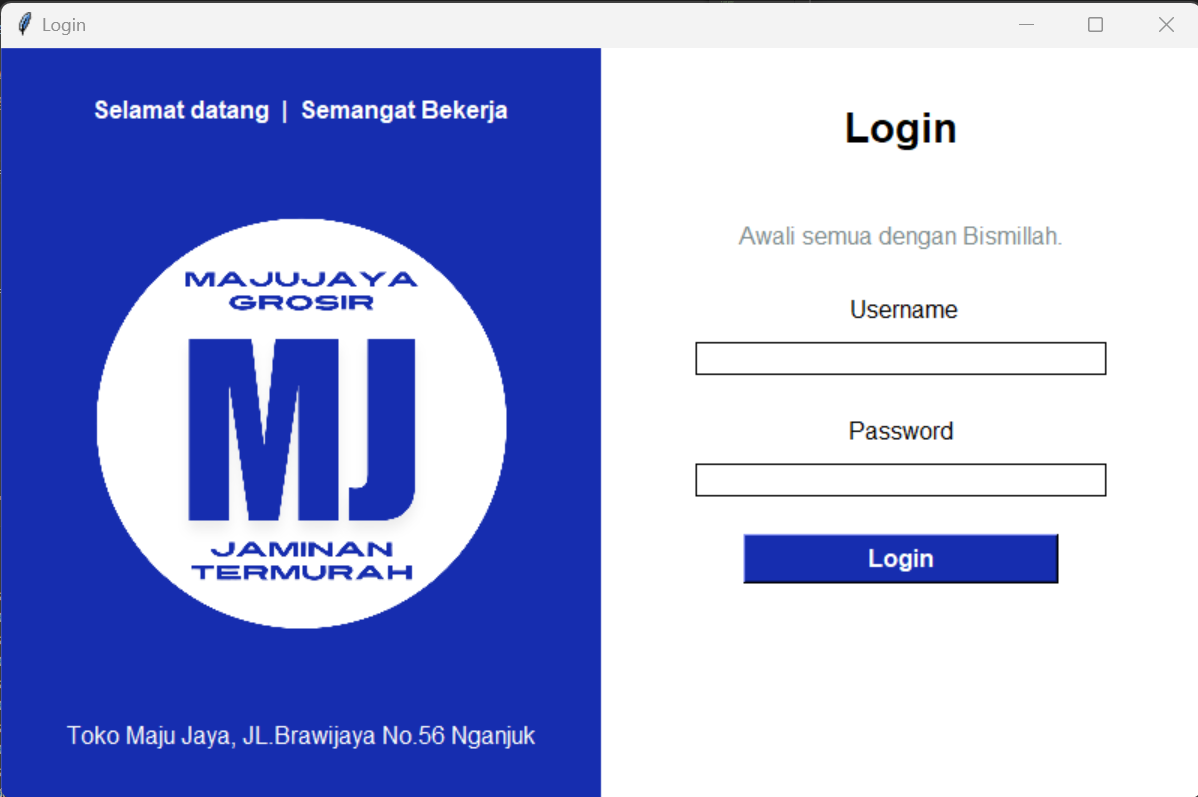 Login
Selamat datang | Semangat Bekerja
MAJUJAYA
GROSIR
MJ
JAMINAN
TERMURAH
Toko Maju Jaya, JL.Brawijaya No.56 Nganjuk
Login
Awali semua dengan Bismillah.
Username
Password
Login